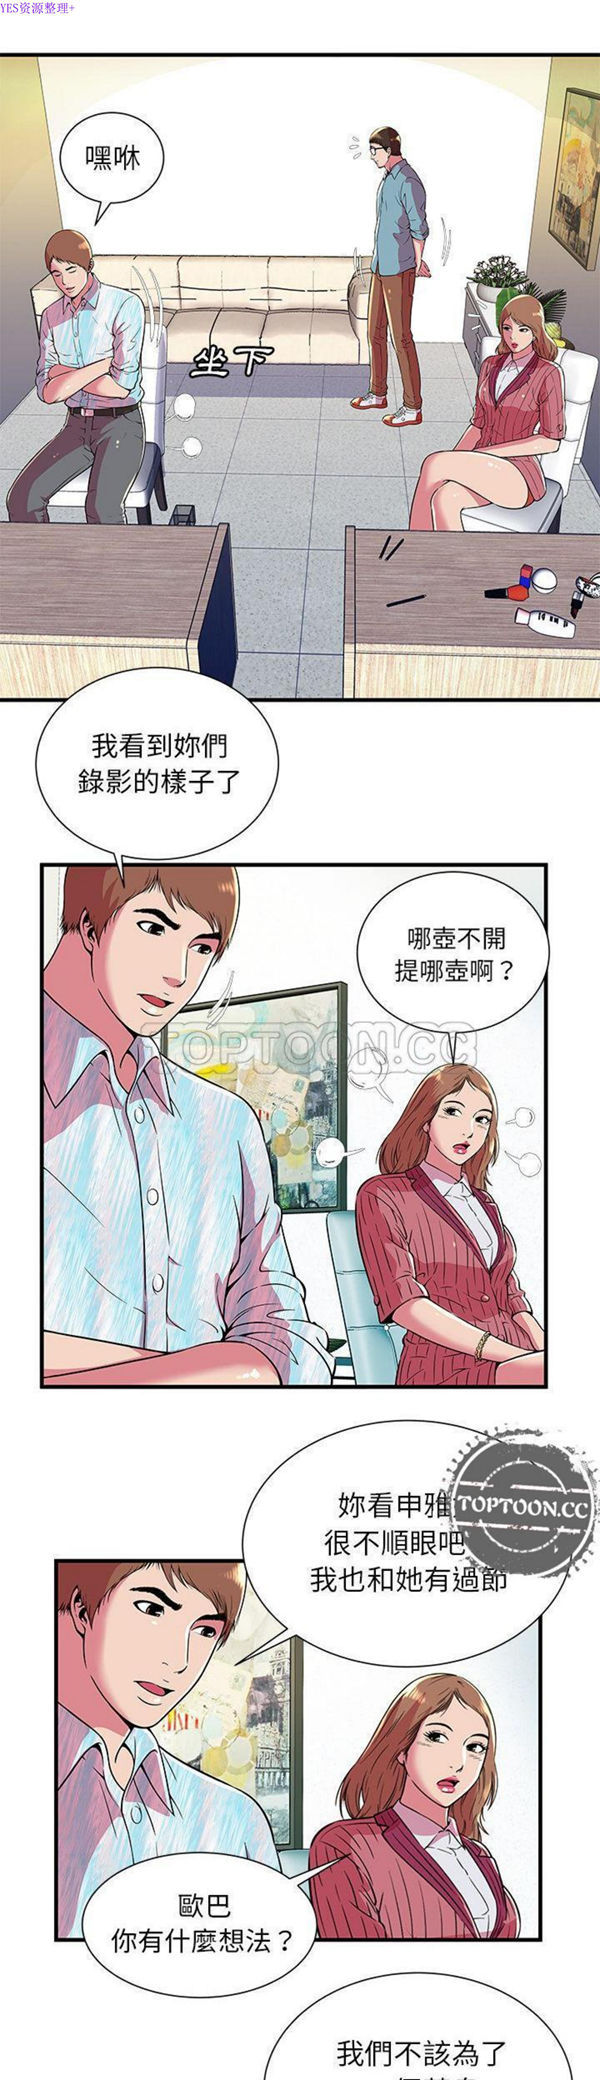 YES资源整理+
嘿咻
坐下
我看到妳們
錄影的樣子了
哪壺不開
提哪壺啊？
TOPTOON.CC
妳看申雅
很不順眼吧
我也和她有過節
TOPTOON.CC
歐巴
你有什麼想法？
我們不該為了